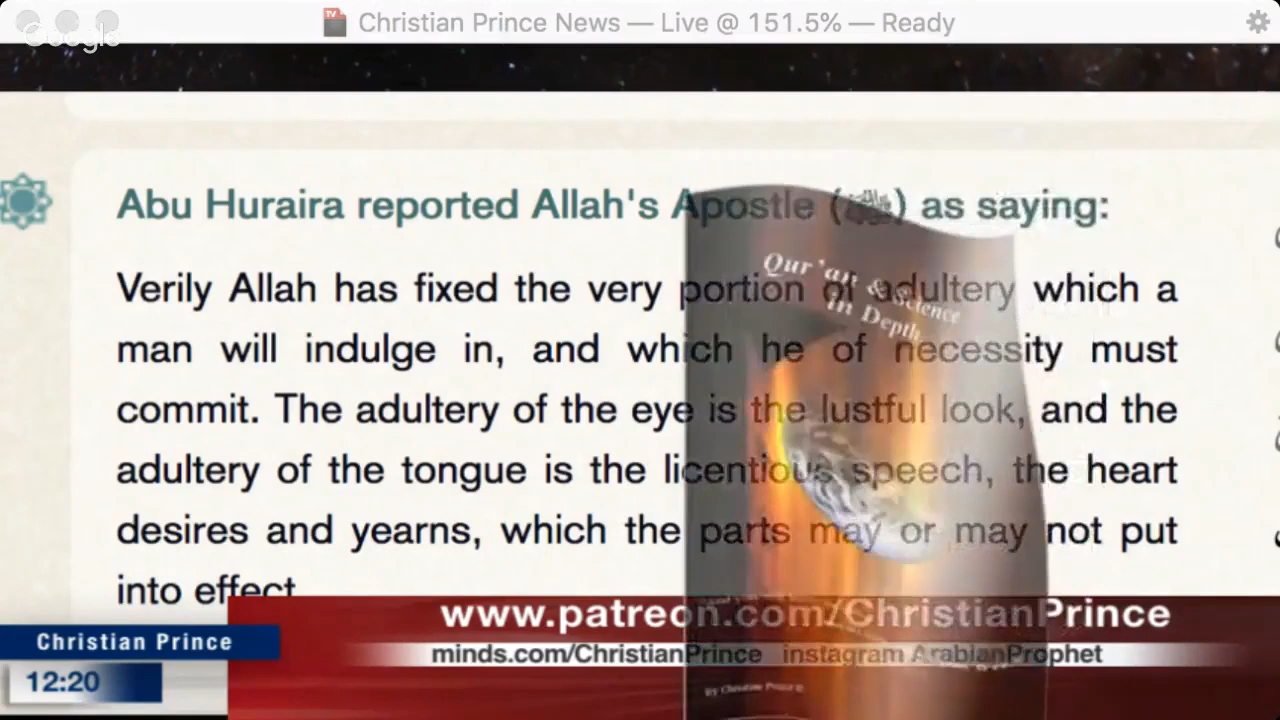 Christian Prince News — Live @ 151.5% — Ready
Google
Abu Huraira reported Allah's Apostle (ﷺ) as saying:
Verily Allah has fixed the very portion of adultery which a
man will indulge in, and which he of necessity must
commit. The adultery of the eye is the lustful look, and the
adultery of the tongue is the licentious speech, the heart
desires and yearns, which the parts may or may not put
into effect
Qur'an & Science
in Depth
www.patreon.com/ChristianPrince
Christian Prince
minds.com/ChristianPrince instagram ArabianProphet
12:20
By Christian Prince